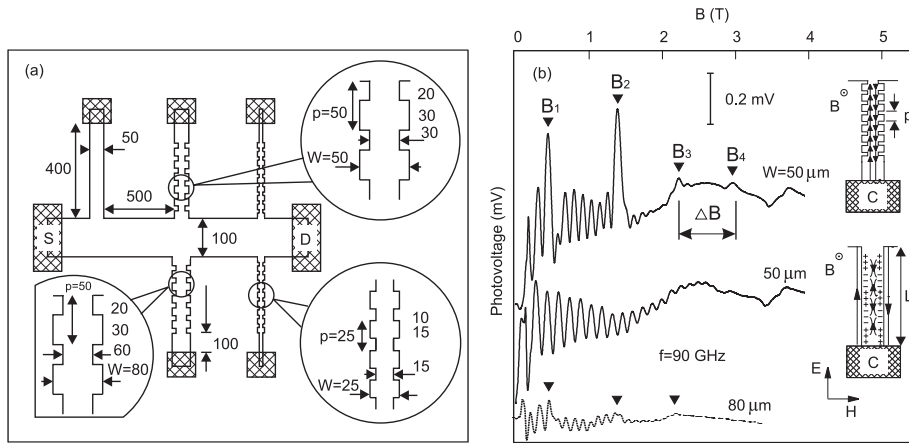 (a)
50
400
500
100
S
D
p=50
20
30
30
W=50
p=50
20
30
60
W=80
100
p=25
10
15
15
W=25
B (T)
0 1 2 3 4 5
(b)
0.2 mV
B1
B2
B3
B4
ΔB
W=50 μm
50 μm
f=90 GHz
80 μm
Photovoltage (mV)
B
p
C
B
L
C
E
H